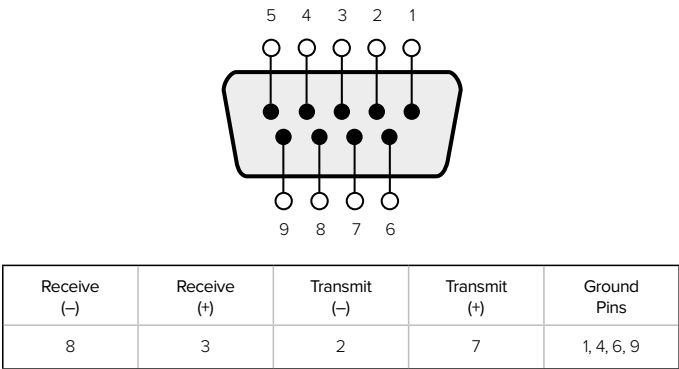 5 4 3 2 1
9 8 7 6
Receive Receive Transmit Transmit Ground
(–) (+) (–) (+) Pins
8 3 2 7 1, 4, 6, 9